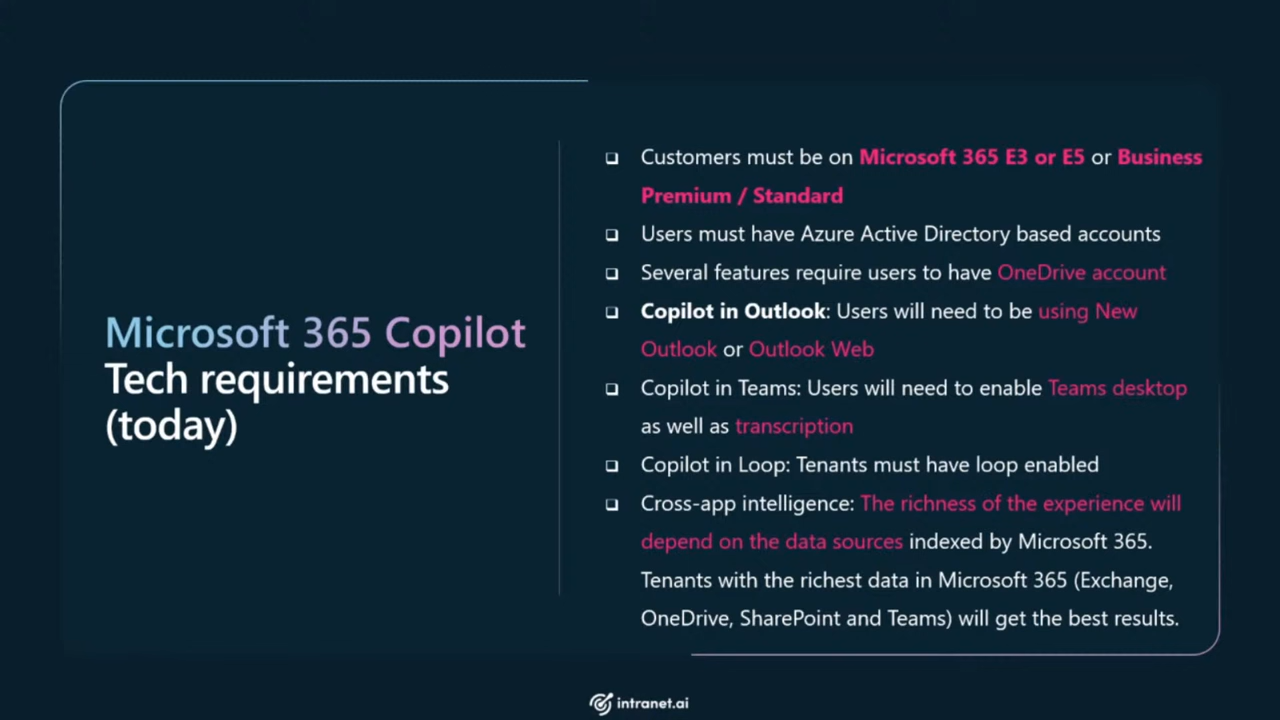 Microsoft 365 Copilot
Tech requirements
(today)
❑ Customers must be on Microsoft 365 E3 or E5 or Business
Premium / Standard
❑ Users must have Azure Active Directory based accounts
❑ Several features require users to have OneDrive account
❑ Copilot in Outlook: Users will need to be using New
Outlook or Outlook Web
❑ Copilot in Teams: Users will need to enable Teams desktop
as well as transcription
❑ Copilot in Loop: Tenants must have loop enabled
❑ Cross-app intelligence: The richness of the experience will
depend on the data sources indexed by Microsoft 365.
Tenants with the richest data in Microsoft 365 (Exchange,
OneDrive, SharePoint and Teams) will get the best results.
intranet.ai